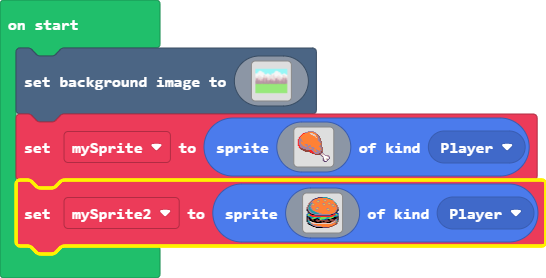 on start
set background image to
set mySprite to sprite of kind Player
set mySprite2 to sprite of kind Player